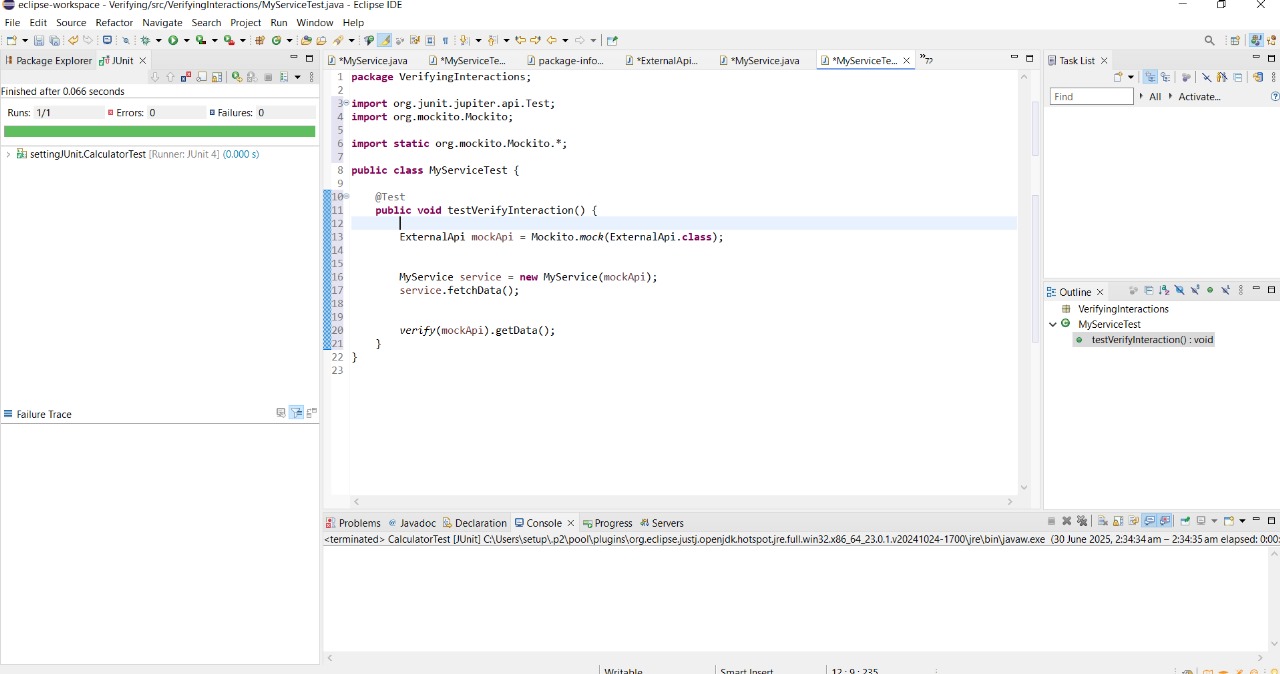 eclipse-workspace - Verifying/src/VerifyingInteractions/MyServiceTest.java - Eclipse IDE
File Edit Source Refactor Navigate Search Project Run Window Help
Package Explorer JUnit
Finished after 0.066 seconds
Runs: 1/1 Errors: 0 Failures: 0
settingJUnit.CalculatorTest [Runner: JUnit 4] (0.000 s)
Failure Trace
*MyService.java *MyServiceTe... package-info... *ExternalApi... *MyService.java *MyServiceTe... »77
1 package VerifyingInteractions;
2
3 import org.junit.jupiter.api.Test;
4 import org.mockito.Mockito;
5
6 import static org.mockito.Mockito.*;
7
8 public class MyServiceTest {
9
10 @Test
11 public void testVerifyInteraction() {
12
13 ExternalApi mockApi = Mockito.mock(ExternalApi.class);
14
15
16 MyService service = new MyService(mockApi);
17 service.fetchData();
18
19
20 verify(mockApi).getData();
21 }
22 }
23
Task List
Find All Activate...
Outline
VerifyingInteractions
MyServiceTest
testVerifyInteraction() : void
Problems Javadoc Declaration Console Progress Servers
<terminated> CalculatorTest [JUnit] C:\Users\setup\.p2\pool\plugins\org.eclipse.justj.openjdk.hotspot.jre.full.win32.x86_64_23.0.1.v20241024-1700\jre\bin\javaw.exe (30 June 2025, 2:34:34 am – 2:34:35 am elapsed: 0:00:
Writable Smart Insert 12 : 9 : 235